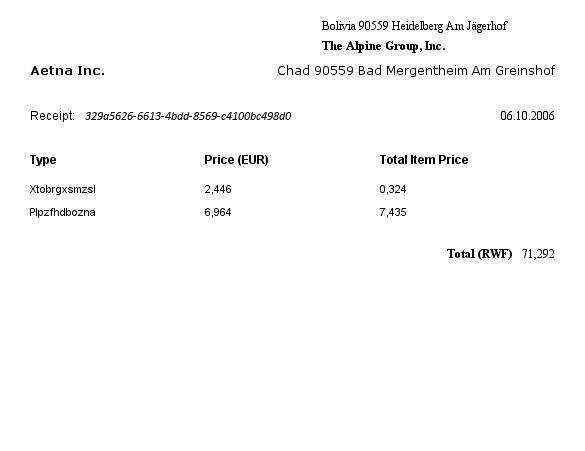 Bolivia 90559 Heidelberg Am Jägerhof
The Alpine Group, Inc.
Aetna Inc. Chad 90559 Bad Mergentheim Am Greinshof
Receipt: 329a5626-6613-4bdd-8569-c4100bc498d0 06.10.2006
Type Price (EUR) Total Item Price
Xtobrgxsmzsl 2,446 0,324
Plpzfhdbozna 6,964 7,435
Total (RWF) 71,292